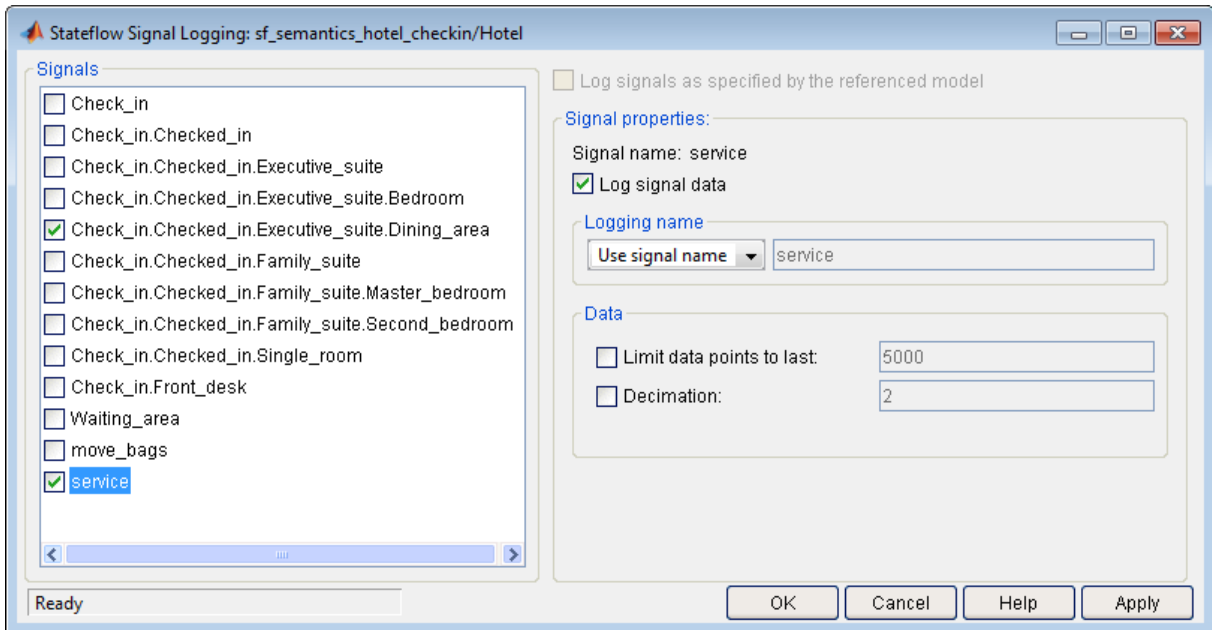 Stateflow Signal Logging: sf_semantics_hotel_checkin/Hotel
Signals
Check_in
Check_in.Checked_in
Check_in.Checked_in.Executive_suite
Check_in.Checked_in.Executive_suite.Bedroom
Check_in.Checked_in.Executive_suite.Dining_area
Check_in.Checked_in.Family_suite
Check_in.Checked_in.Family_suite.Master_bedroom
Check_in.Checked_in.Family_suite.Second_bedroom
Check_in.Checked_in.Single_room
Check_in.Front_desk
Waiting_area
move_bags
service
Log signals as specified by the referenced model
Signal properties:
Signal name: service
Log signal data
Logging name
Use signal name service
Data
Limit data points to last: 5000
Decimation: 2
Ready
OK Cancel Help Apply